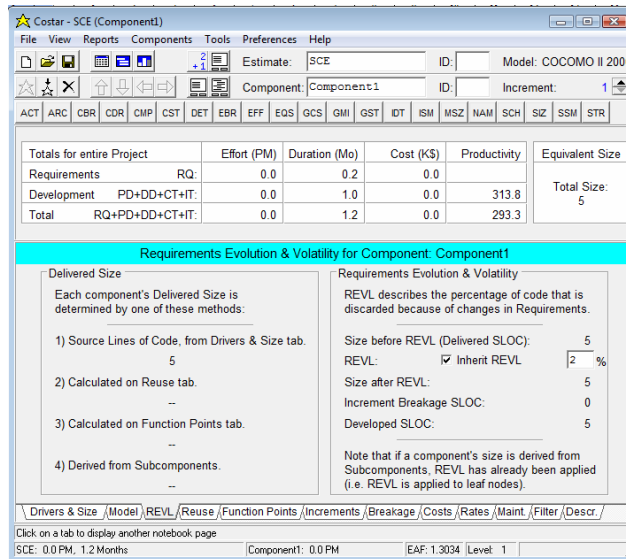 Costar - SCE (Component1)
File View Reports Components Tools Preferences Help
2 +1 Estimate: SCE ID: Model: COCOMO II 200
Component: Component1 ID: Increment: 1
ACT ARC CBR CDR CMP CST DET EBR EFF EQS GCS GMI GST IDT ISM MSZ NAM SCH SIZ SSM STR
Totals for entire Project Effort (PM) Duration (Mo) Cost (K$) Productivity Equivalent Size
Requirements RQ: 0.0 0.2 0.0
Development PD+DD+CT+IT: 0.0 1.0 0.0 313.8 Total Size:
5
Total RQ+PD+DD+CT+IT: 0.0 1.2 0.0 293.3
Requirements Evolution & Volatility for Component: Component1
Delivered Size
Each component's Delivered Size is
determined by one of these methods:
1) Source Lines of Code, from Drivers & Size tab.
5
2) Calculated on Reuse tab.
--
3) Calculated on Function Points tab.
--
4) Derived from Subcomponents.
--
Requirements Evolution & Volatility
REVL describes the percentage of code that is
discarded because of changes in Requirements.
Size before REVL (Delivered SLOC): 5
REVL: Inherit REVL 2 %
Size after REVL: 5
Increment Breakage SLOC: 0
Developed SLOC: 5
Note that if a component's size is derived from
Subcomponents, REVL has already been applied
(i.e. REVL is applied to leaf nodes).
Drivers & Size Model REVL Reuse Function Points Increments Breakage Costs Rates Maint. Filter Descr.
Click on a tab to display another notebook page
SCE: 0.0 PM, 1.2 Months Component1: 0.0 PM EAF: 1.3034 Level: 1